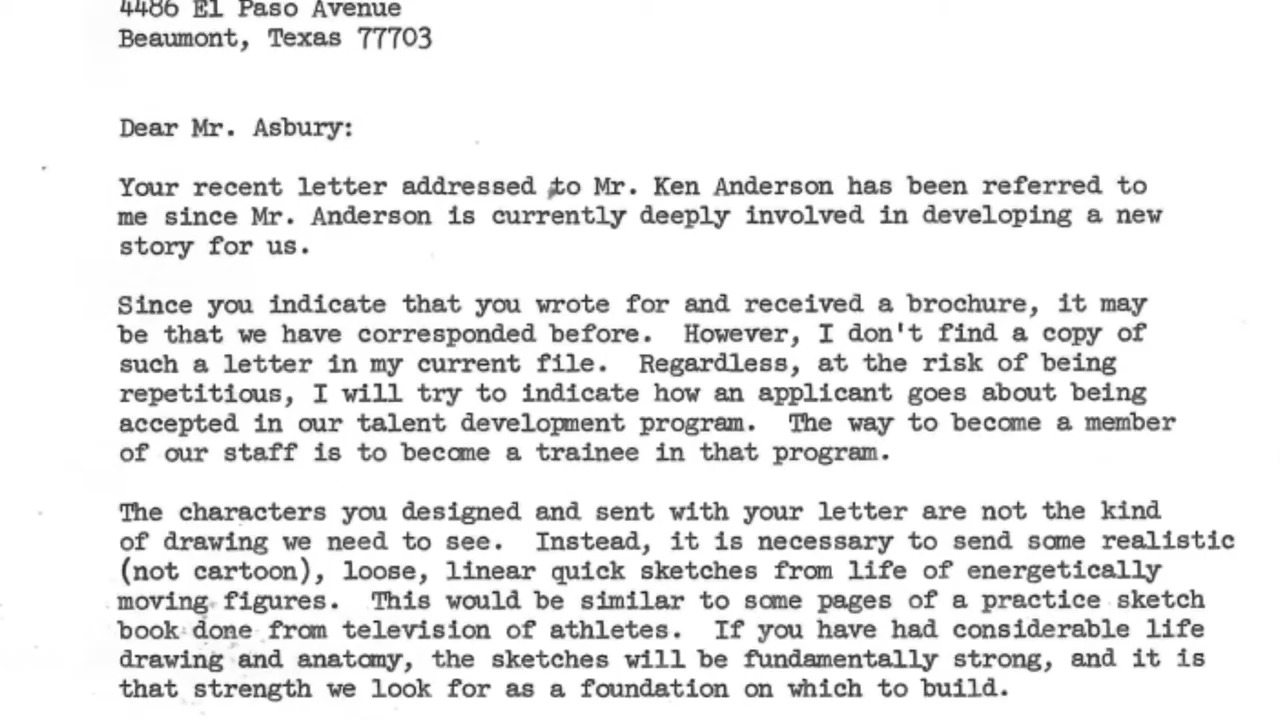 4486 El Paso Avenue
Beaumont, Texas 77703
Dear Mr. Asbury:
Your recent letter addressed to Mr. Ken Anderson has been referred to
me since Mr. Anderson is currently deeply involved in developing a new
story for us.
Since you indicate that you wrote for and received a brochure, it may
be that we have corresponded before. However, I don't find a copy of
such a letter in my current file. Regardless, at the risk of being
repetitious, I will try to indicate how an applicant goes about being
accepted in our talent development program. The way to become a member
of our staff is to become a trainee in that program.
The characters you designed and sent with your letter are not the kind
of drawing we need to see. Instead, it is necessary to send some realistic
(not cartoon), loose, linear quick sketches from life of energetically
moving figures. This would be similar to some pages of a practice sketch
book done from television of athletes. If you have had considerable life
drawing and anatomy, the sketches will be fundamentally strong, and it is
that strength we look for as a foundation on which to build.